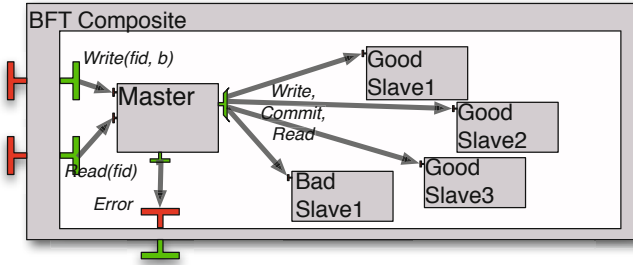 BFT Composite
Write(fid, b)
Master
Read(fid)
Error
Write,
Commit,
Read
Good
Slave1
Good
Slave2
Good
Slave3
Bad
Slave1